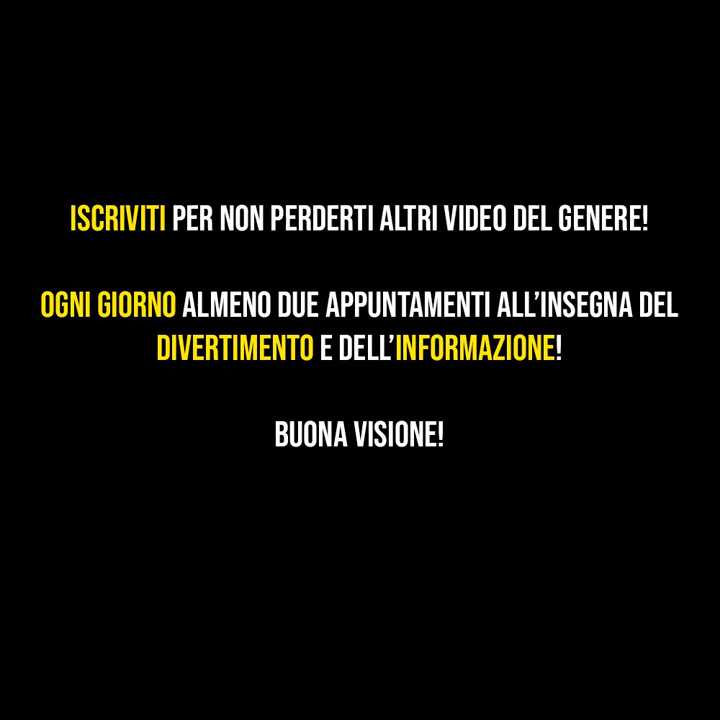 ISCRIVITI PER NON PERDERTI ALTRI VIDEO DEL GENERE!
OGNI GIORNO ALMENO DUE APPUNTAMENTI ALL’INSEGNA DEL
DIVERTIMENTO E DELL’INFORMAZIONE!
BUONA VISIONE!